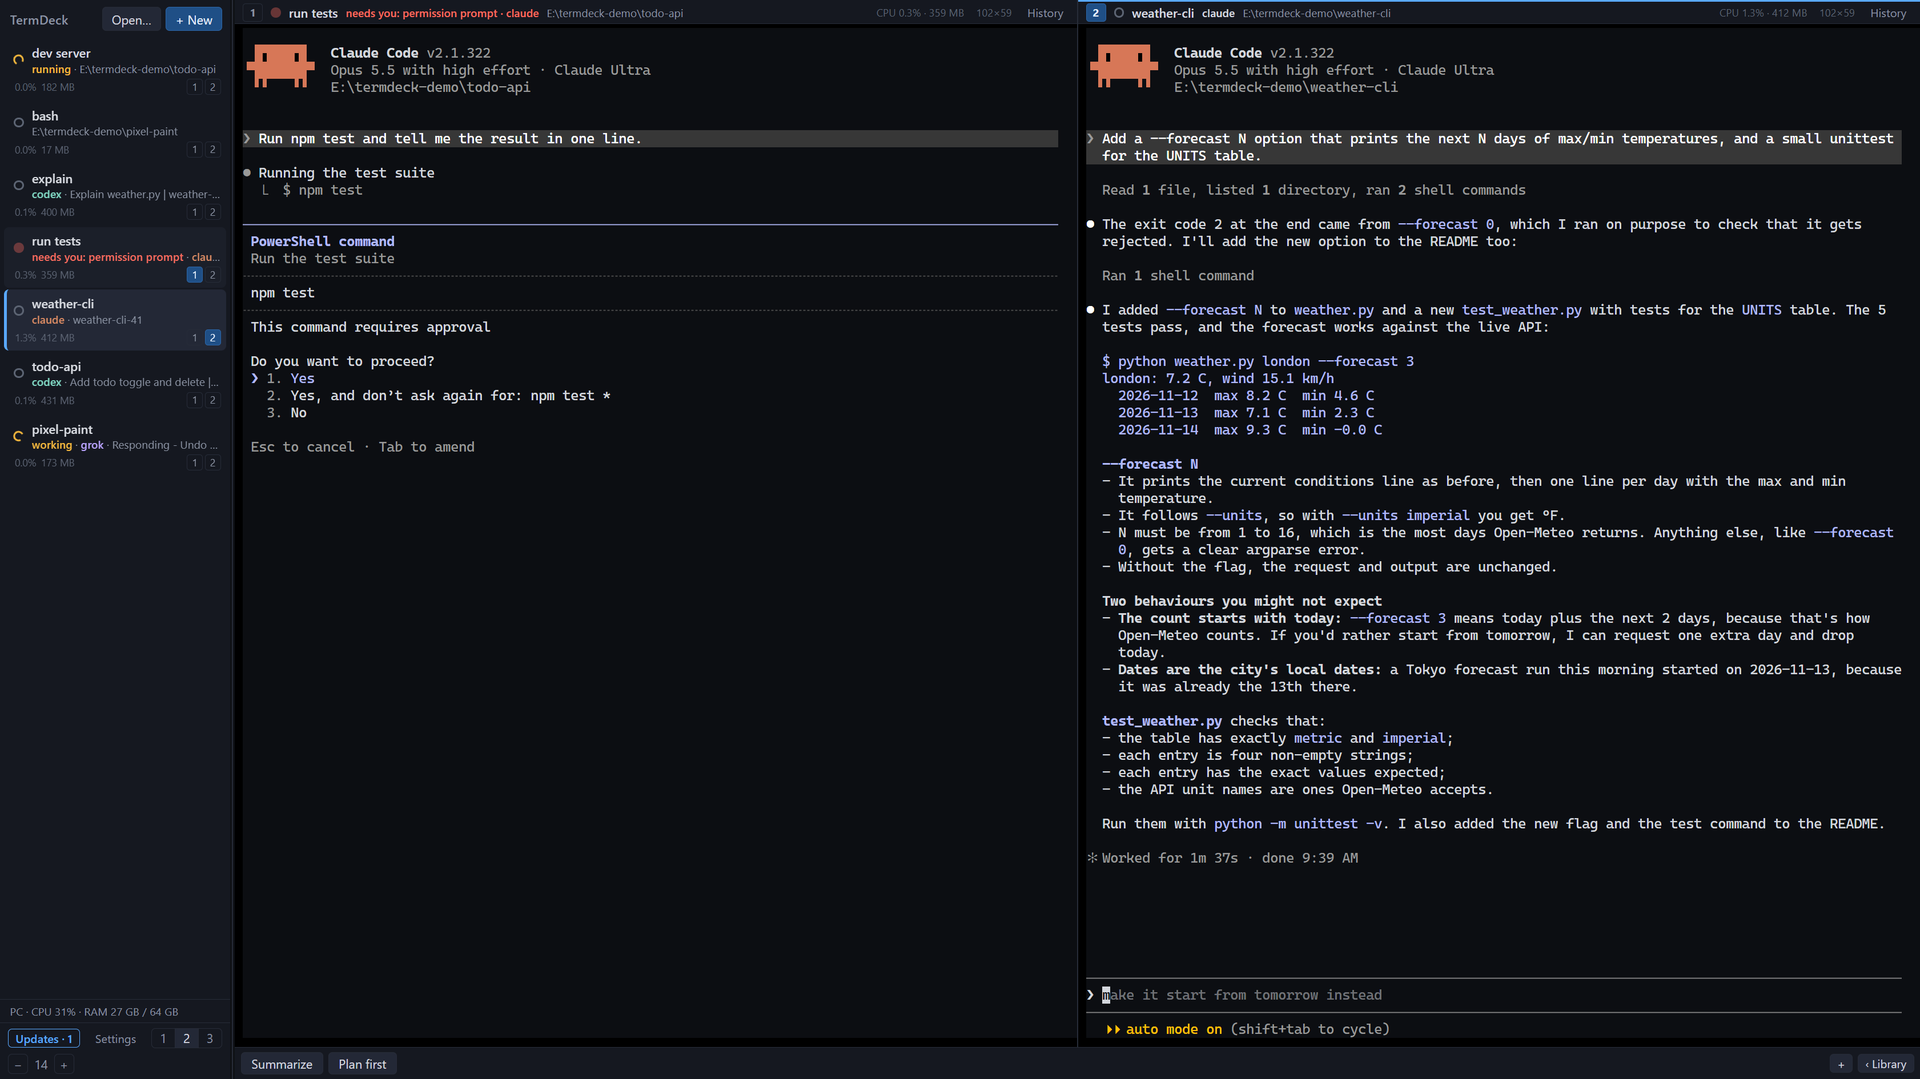 TermDeck
Open...
+ New
dev server
running · E:\termdeck-demo\todo-api
0.0% 182 MB
1 2
bash
E:\termdeck-demo\pixel-paint
0.0% 17 MB
1 2
explain
codex · Explain weather.py | weather-...
0.1% 400 MB
1 2
run tests
needs you: permission prompt · clau...
0.3% 359 MB
1 2
weather-cli
claude · weather-cli-41
1.3% 412 MB
1 2
todo-api
codex · Add todo toggle and delete |...
0.1% 431 MB
1 2
pixel-paint
working · grok · Responding - Undo ...
0.0% 173 MB
1 2
PC · CPU 31% · RAM 27 GB / 64 GB
Updates · 1
Settings
1 2 3
− 14 +
1 run tests needs you: permission prompt · claude E:\termdeck-demo\todo-api
CPU 0.3% · 359 MB 102×59 History
Claude Code v2.1.322
Opus 5.5 with high effort · Claude Ultra
E:\termdeck-demo\todo-api
❯ Run npm test and tell me the result in one line.
● Running the test suite
└ $ npm test
PowerShell command
Run the test suite
npm test
This command requires approval
Do you want to proceed?
❯ 1. Yes
2. Yes, and don’t ask again for: npm test *
3. No
Esc to cancel · Tab to amend
Summarize
Plan first
2 weather-cli claude E:\termdeck-demo\weather-cli
CPU 1.3% · 412 MB 102×59 History
Claude Code v2.1.322
Opus 5.5 with high effort · Claude Ultra
E:\termdeck-demo\weather-cli
❯ Add a --forecast N option that prints the next N days of max/min temperatures, and a small unittest
for the UNITS table.
Read 1 file, listed 1 directory, ran 2 shell commands
● The exit code 2 at the end came from --forecast 0, which I ran on purpose to check that it gets
rejected. I'll add the new option to the README too:
Ran 1 shell command
● I added --forecast N to weather.py and a new test_weather.py with tests for the UNITS table. The 5
tests pass, and the forecast works against the live API:
$ python weather.py london --forecast 3
london: 7.2 C, wind 15.1 km/h
2026-11-12 max 8.2 C min 4.6 C
2026-11-13 max 7.1 C min 2.3 C
2026-11-14 max 9.3 C min -0.0 C
--forecast N
- It prints the current conditions line as before, then one line per day with the max and min
temperature.
- It follows --units, so with --units imperial you get °F.
- N must be from 1 to 16, which is the most days Open-Meteo returns. Anything else, like --forecast
0, gets a clear argparse error.
- Without the flag, the request and output are unchanged.
Two behaviours you might not expect
- The count starts with today: --forecast 3 means today plus the next 2 days, because that's how
Open-Meteo counts. If you'd rather start from tomorrow, I can request one extra day and drop
today.
- Dates are the city's local dates: a Tokyo forecast run this morning started on 2026-11-13, because
it was already the 13th there.
test_weather.py checks that:
- the table has exactly metric and imperial;
- each entry is four non-empty strings;
- each entry has the exact values expected;
- the API unit names are ones Open-Meteo accepts.
Run them with python -m unittest -v. I also added the new flag and the test command to the README.
✻ Worked for 1m 37s · done 9:39 AM
❯ make it start from tomorrow instead
⏵⏵ auto mode on (shift+tab to cycle)
+
‹ Library